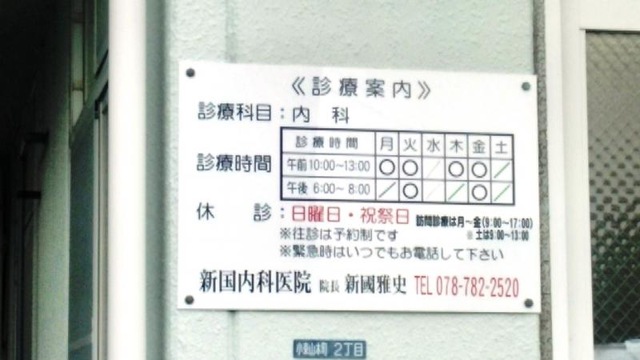 《診療案内》
診療科目：内 科
診療時間 月 火 水 木 金 土
診療時間 午前10:00～13:00 ○ ○ ／ ○ ○ ／
午後 6:00～ 8:00 ／ ○ ／ ／ ○ ／
休 診：日曜日・祝祭日 訪問診療は月～金(9:00～17:00)
※土は9:00～13:00
※往診は予約制です
※緊急時はいつでもお電話して下さい
新国内科医院 院長 新國雅史 TEL 078-782-2520
小束山本町 2丁目